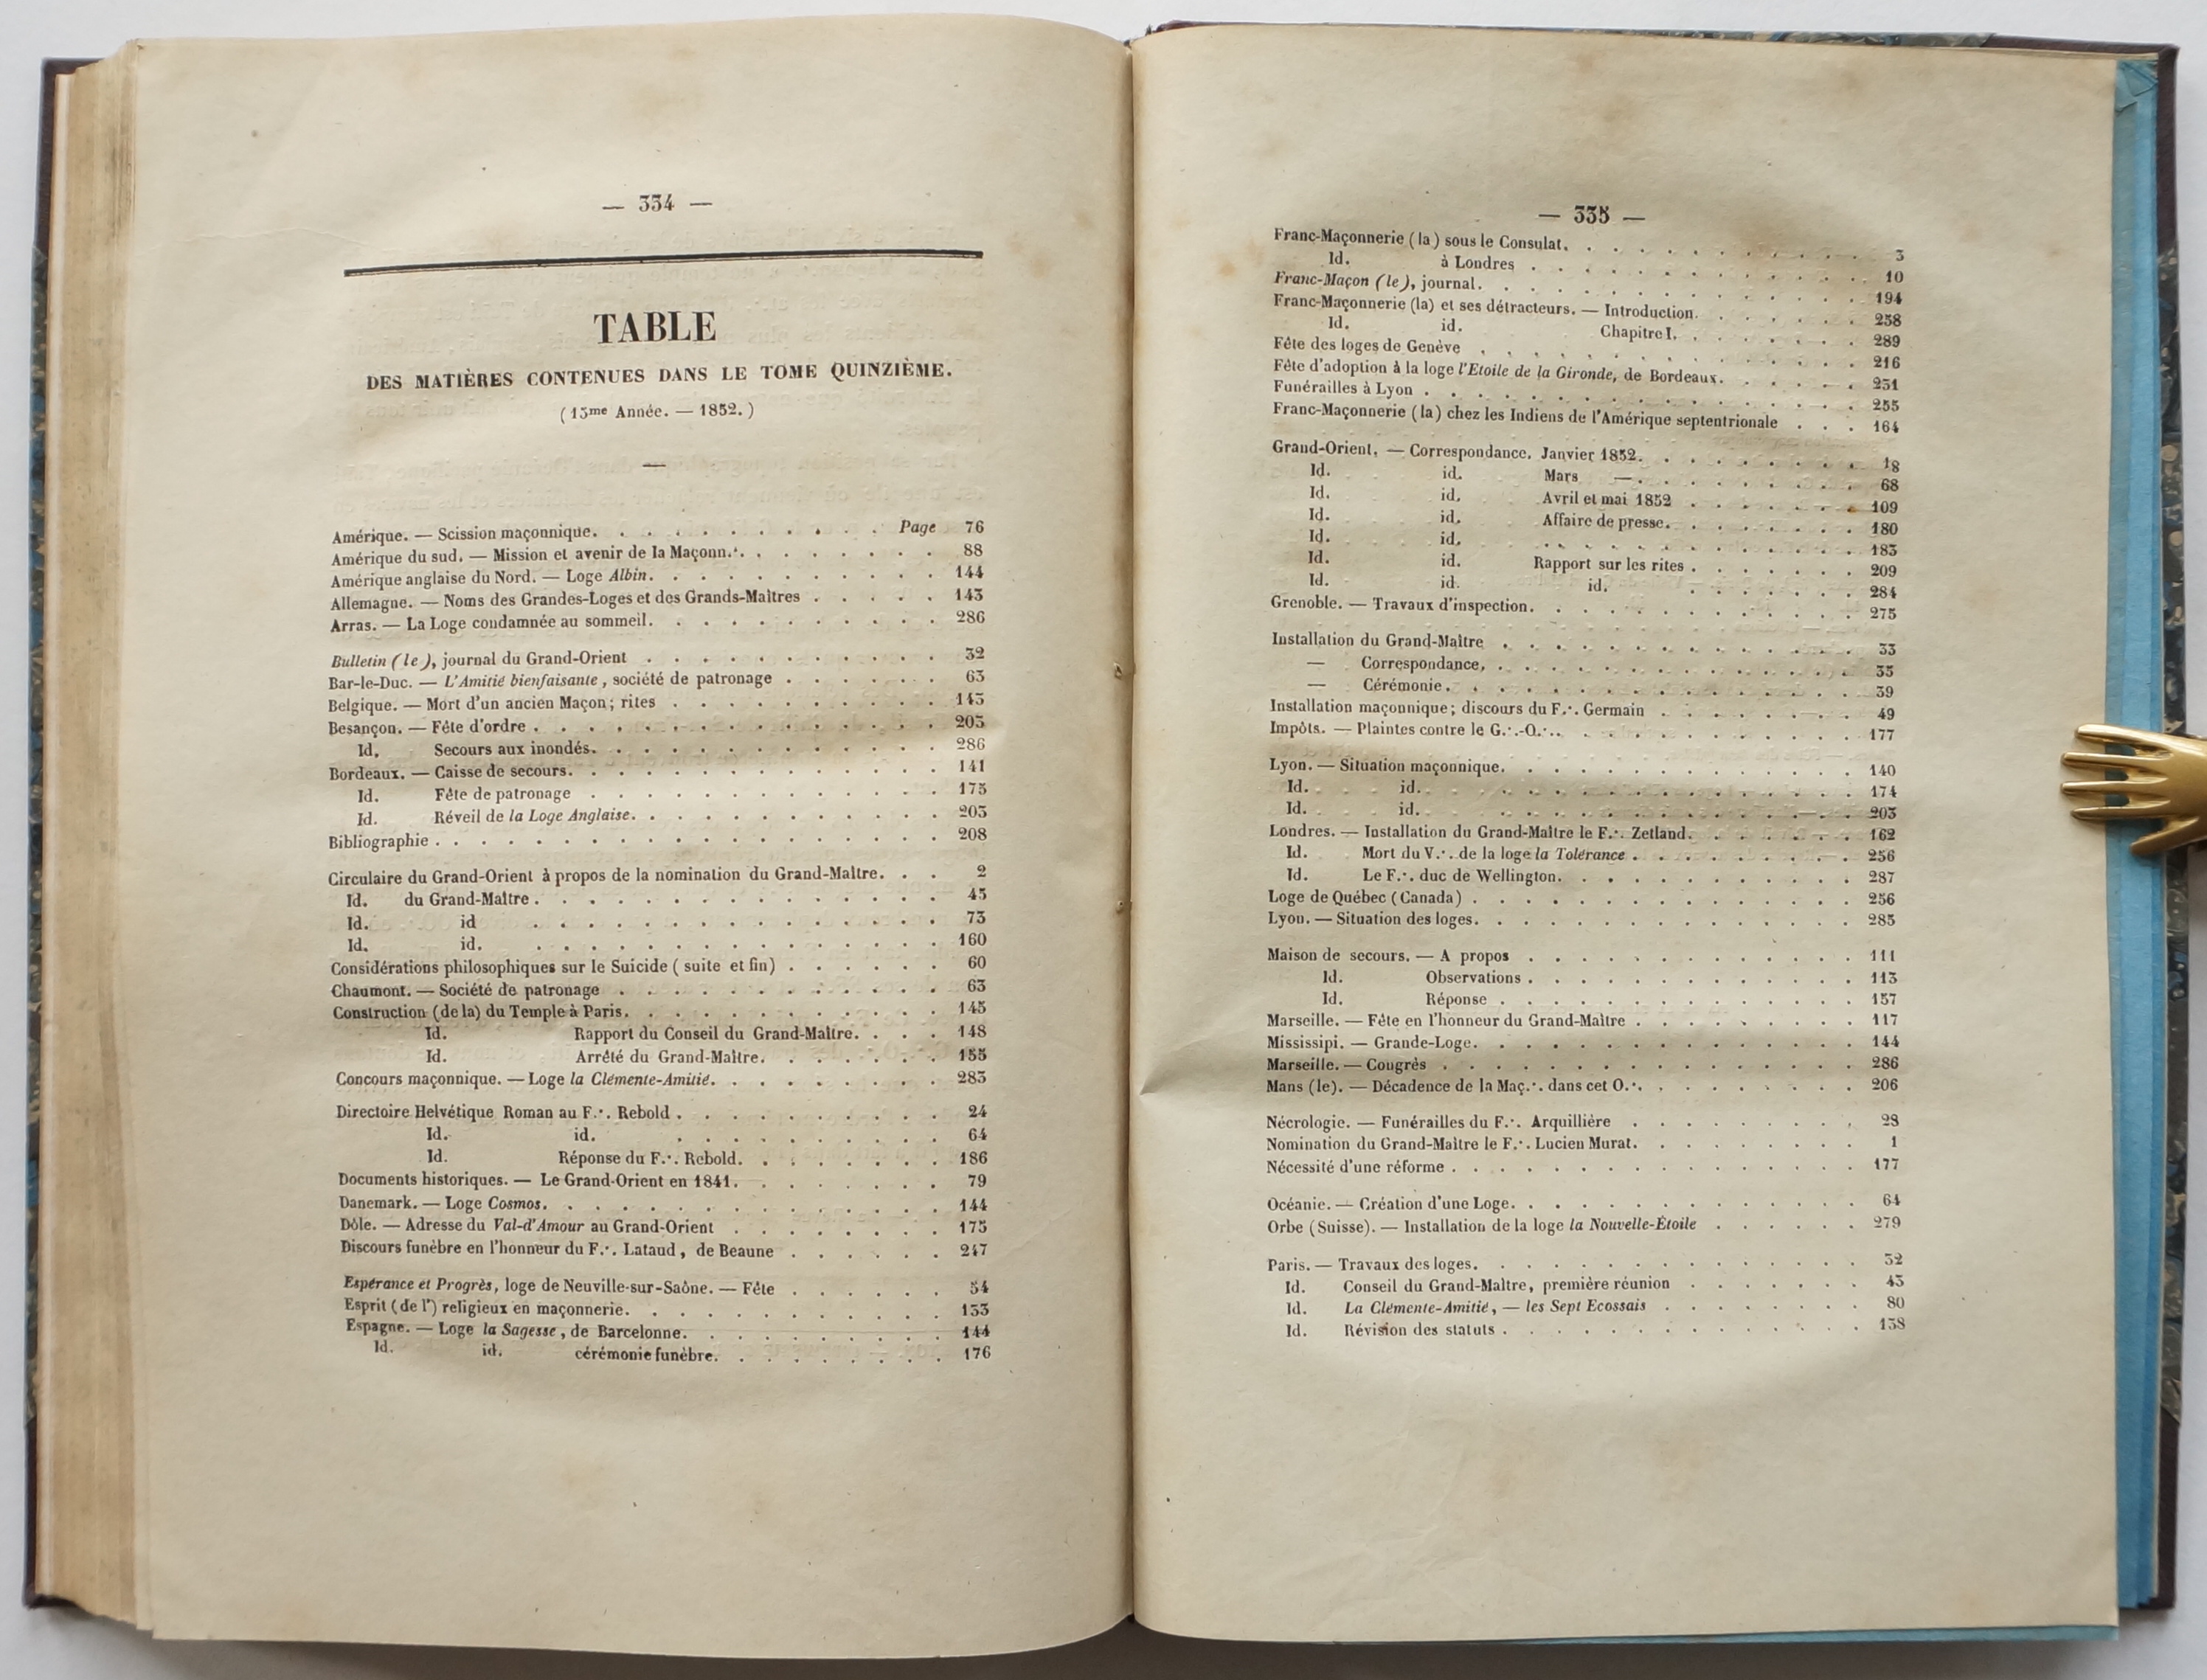 — 334 —
TABLE
DES MATIÈRES CONTENUES DANS LE TOME QUINZIÈME.
(15me Année. — 1852.)
Amérique. — Scission maçonnique. . . . . . . . . . . Page 76
Amérique du sud. — Mission et avenir de la Maçonn.·. . . . . . . . 88
Amérique anglaise du Nord. — Loge Albin. . . . . . . . . . . 144
Allemagne. — Noms des Grandes-Loges et des Grands-Maîtres . . . . . 143
Arras. — La Loge condamnée au sommeil. . . . . . . . . . . 286
Bulletin (le), journal du Grand-Orient . . . . . . . . . . . 32
Bar-le-Duc. — L'Amitié bienfaisante, société de patronage . . . . . . 63
Belgique. — Mort d'un ancien Maçon; rites . . . . . . . . . . 143
Besançon. — Fête d'ordre . . . . . . . . . . . . . . . 203
Id. Secours aux inondés. . . . . . . . . . . . . 286
Bordeaux. — Caisse de secours. . . . . . . . . . . . . . 141
Id. Fête de patronage . . . . . . . . . . . . . 175
Id. Réveil de la Loge Anglaise. . . . . . . . . . . . 203
Bibliographie . . . . . . . . . . . . . . . . . . 208
Circulaire du Grand-Orient à propos de la nomination du Grand-Maître. . . 2
Id. du Grand-Maître . . . . . . . . . . . . . . . 45
Id. id . . . . . . . . . . . . . . . 73
Id. id. . . . . . . . . . . . . . . . 160
Considérations philosophiques sur le Suicide (suite et fin) . . . . . . 60
Chaumont. — Société de patronage . . . . . . . . . . . . 63
Construction (de la) du Temple à Paris. . . . . . . . . . . . 145
Id. Rapport du Conseil du Grand-Maître. . . . 148
Id. Arrêté du Grand-Maître. . . . . . . 155
Concours maçonnique. — Loge la Clémente-Amitié. . . . . . . . . 283
Directoire Helvétique Roman au F.·. Rebold . . . . . . . . . . 24
Id. id. . . . . . . . . . . 64
Id. Réponse du F.·. Rebold. . . . . . . . 186
Documents historiques. — Le Grand-Orient en 1841. . . . . . . . 79
Danemark. — Loge Cosmos. . . . . . . . . . . . . . . 144
Dôle. — Adresse du Val-d'Amour au Grand-Orient . . . . . . . . 175
Discours funèbre en l'honneur du F.·. Lataud, de Beaune . . . . . . 247
Espérance et Progrès, loge de Neuville-sur-Saône. — Fête . . . . . . 54
Esprit (de l') religieux en maçonnerie. . . . . . . . . . . . 133
Espagne. — Loge la Sagesse, de Barcelonne. . . . . . . . . . 144
Id. id. cérémonie funèbre. . . . . . . . . 176
— 335 —
Franc-Maçonnerie (la) sous le Consulat. . . . . . . . . . . . 3
Id. à Londres . . . . . . . . . . . . . 10
Franc-Maçon (le), journal. . . . . . . . . . . . . . . 194
Franc-Maçonnerie (la) et ses détracteurs. — Introduction. . . . . . . 258
Id. id. Chapitre I. . . . . . . . 289
Fête des loges de Genève . . . . . . . . . . . . . . 216
Fête d'adoption à la loge l'Etoile de la Gironde, de Bordeaux. . . . . . 231
Funérailles à Lyon . . . . . . . . . . . . . . . . 255
Franc-Maçonnerie (la) chez les Indiens de l'Amérique septentrionale . . . 164
Grand-Orient. — Correspondance. Janvier 1852. . . . . . . . . 18
Id. id. Mars —. . . . . . . . . 68
Id. id. Avril et mai 1852 . . . . . . . 109
Id. id. Affaire de presse. . . . . . . . 180
Id. id. . . . . . . . . . . . 183
Id. id. Rapport sur les rites . . . . . . 209
Id. id. id. . . . . . . 284
Grenoble. — Travaux d'inspection. . . . . . . . . . . . . 275
Installation du Grand-Maître . . . . . . . . . . . . . 33
— Correspondance. . . . . . . . . . . . . . 35
— Cérémonie. . . . . . . . . . . . . . . 39
Installation maçonnique; discours du F.·. Germain . . . . . . . . 49
Impôts. — Plaintes contre le G.·.-O.·.. . . . . . . . . . . . 177
Lyon. — Situation maçonnique. . . . . . . . . . . . . . 140
Id. id. . . . . . . . . . . . . . 174
Id. id. . . . . . . . . . . . . . 203
Londres. — Installation du Grand-Maître le F.·. Zetland. . . . . . . 162
Id. Mort du V.·. de la loge la Tolérance . . . . . . . . . 256
Id. Le F.·. duc de Wellington. . . . . . . . . . . . 287
Loge de Québec (Canada) . . . . . . . . . . . . . . 256
Lyon. — Situation des loges. . . . . . . . . . . . . . . 285
Maison de secours. — A propos . . . . . . . . . . . . 111
Id. Observations . . . . . . . . . . . . 113
Id. Réponse . . . . . . . . . . . . . 157
Marseille. — Fête en l'honneur du Grand-Maître . . . . . . . . . 117
Mississipi. — Grande-Loge. . . . . . . . . . . . . . . 144
Marseille. — Congrès . . . . . . . . . . . . . . . 286
Mans (le). — Décadence de la Maç.·. dans cet O.·. . . . . . . . . 206
Nécrologie. — Funérailles du F.·. Arquillière . . . . . . . . . 28
Nomination du Grand-Maître le F.·. Lucien Murat. . . . . . . . . 1
Nécessité d'une réforme . . . . . . . . . . . . . . . 177
Océanie. — Création d'une Loge. . . . . . . . . . . . . . 64
Orbe (Suisse). — Installation de la loge la Nouvelle-Étoile . . . . . . 279
Paris. — Travaux des loges. . . . . . . . . . . . . . . 32
Id. Conseil du Grand-Maître, première réunion . . . . . . . 43
Id. La Clémente-Amitié, — les Sept Ecossais . . . . . . . . 80
Id. Révision des statuts . . . . . . . . . . . . . . 138